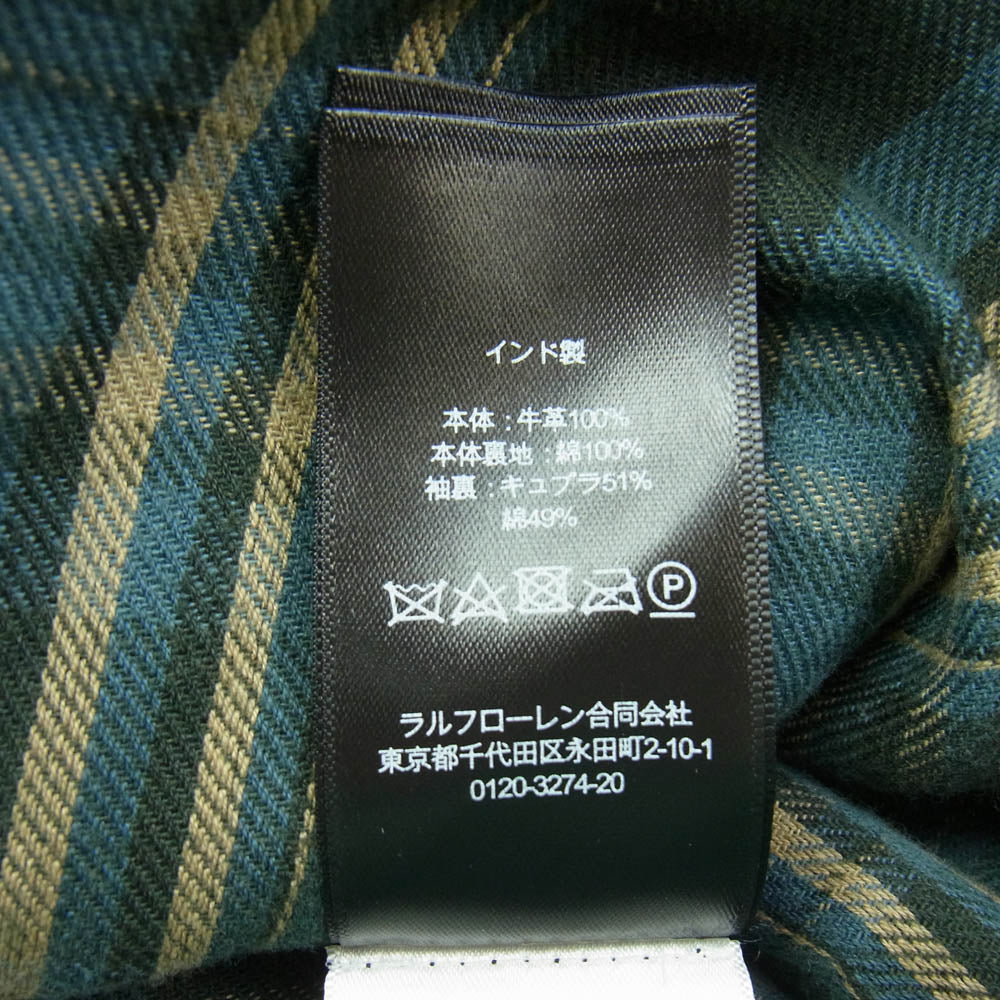 インド製
本体 : 牛革100%
本体裏地 : 綿100%
袖裏 : キュプラ51%
綿49%
P
ラルフローレン合同会社
東京都千代田区永田町2-10-1
0120-3274-20